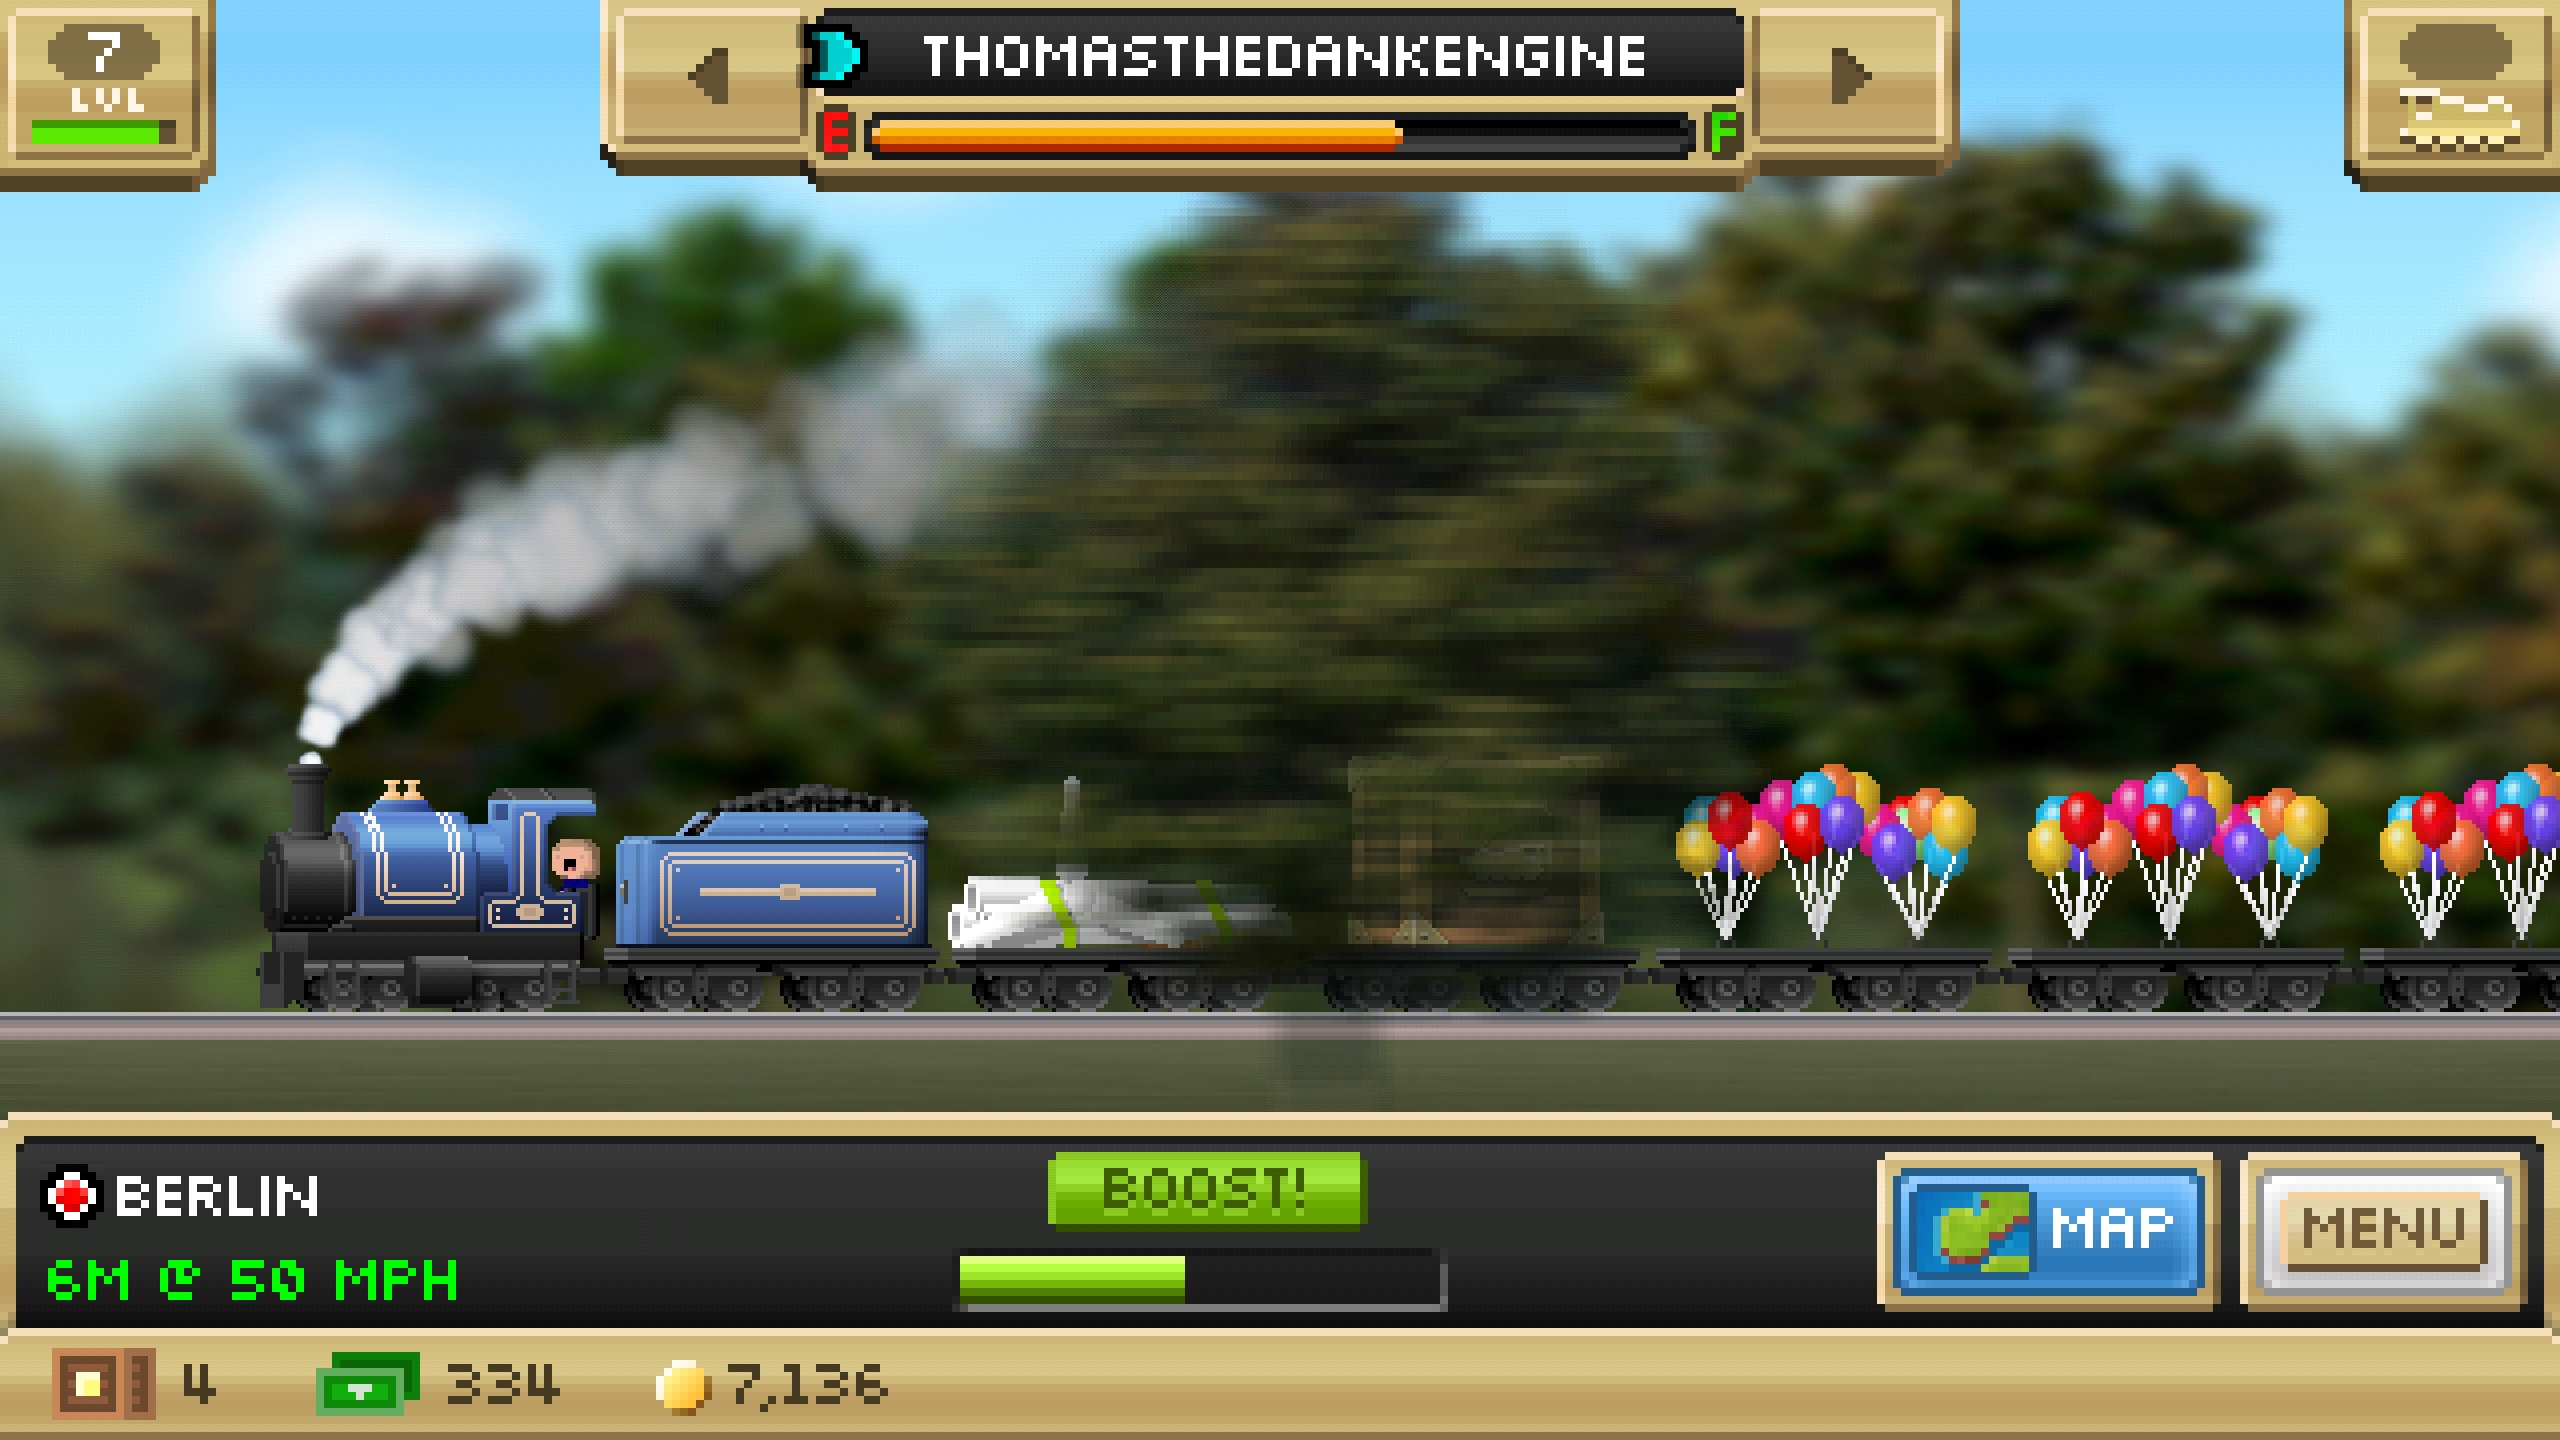 7
LVL
THOMASTHEDANKENGINE
E F
BERLIN
6M @ 50 MPH
BOOST!
MAP
MENU
4
334
7,136